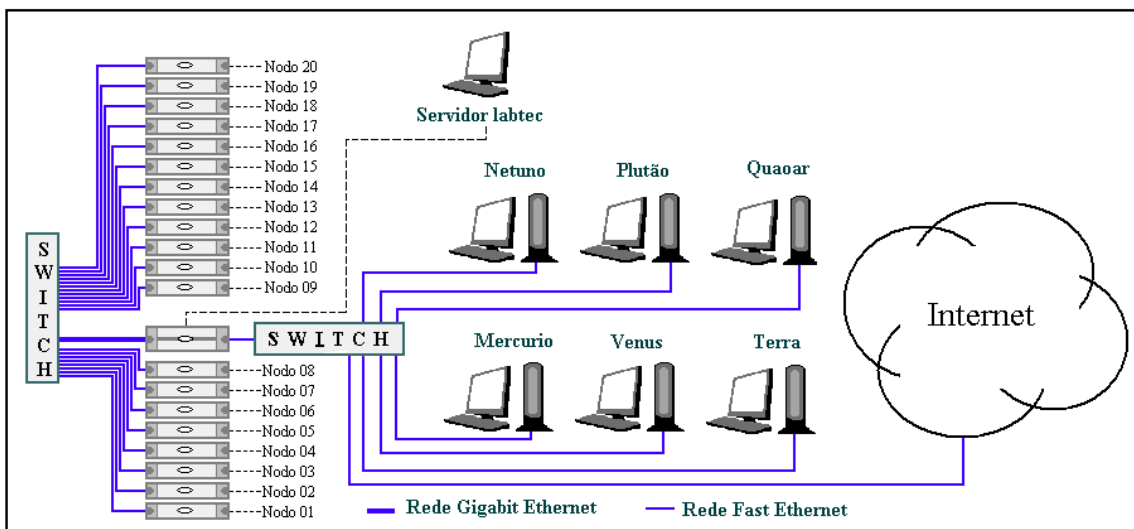 Nodo 20
Nodo 19
Nodo 18
Nodo 17
Nodo 16
Nodo 15
Nodo 14
Nodo 13
Nodo 12
Nodo 11
Nodo 10
Nodo 09
SWITCH
Servidor labtec
Netuno
Plutão
Quaoar
SWITCH
Mercurio
Venus
Terra
Internet
Nodo 08
Nodo 07
Nodo 06
Nodo 05
Nodo 04
Nodo 03
Nodo 02
Nodo 01
Rede Gigabit Ethernet
Rede Fast Ethernet